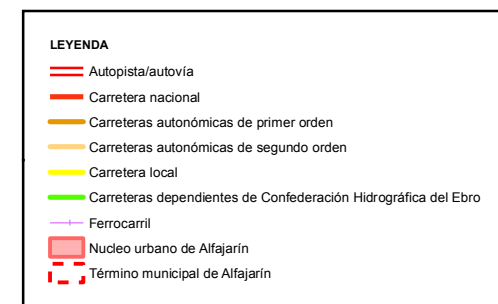 LEYENDA
Autopista/autovía
Carretera nacional
Carreteras autonómicas de primer orden
Carreteras autonómicas de segundo orden
Carretera local
Carreteras dependientes de Confederación Hidrográfica del Ebro
Ferrocarril
Nucleo urbano de Alfajarín
Término municipal de Alfajarín